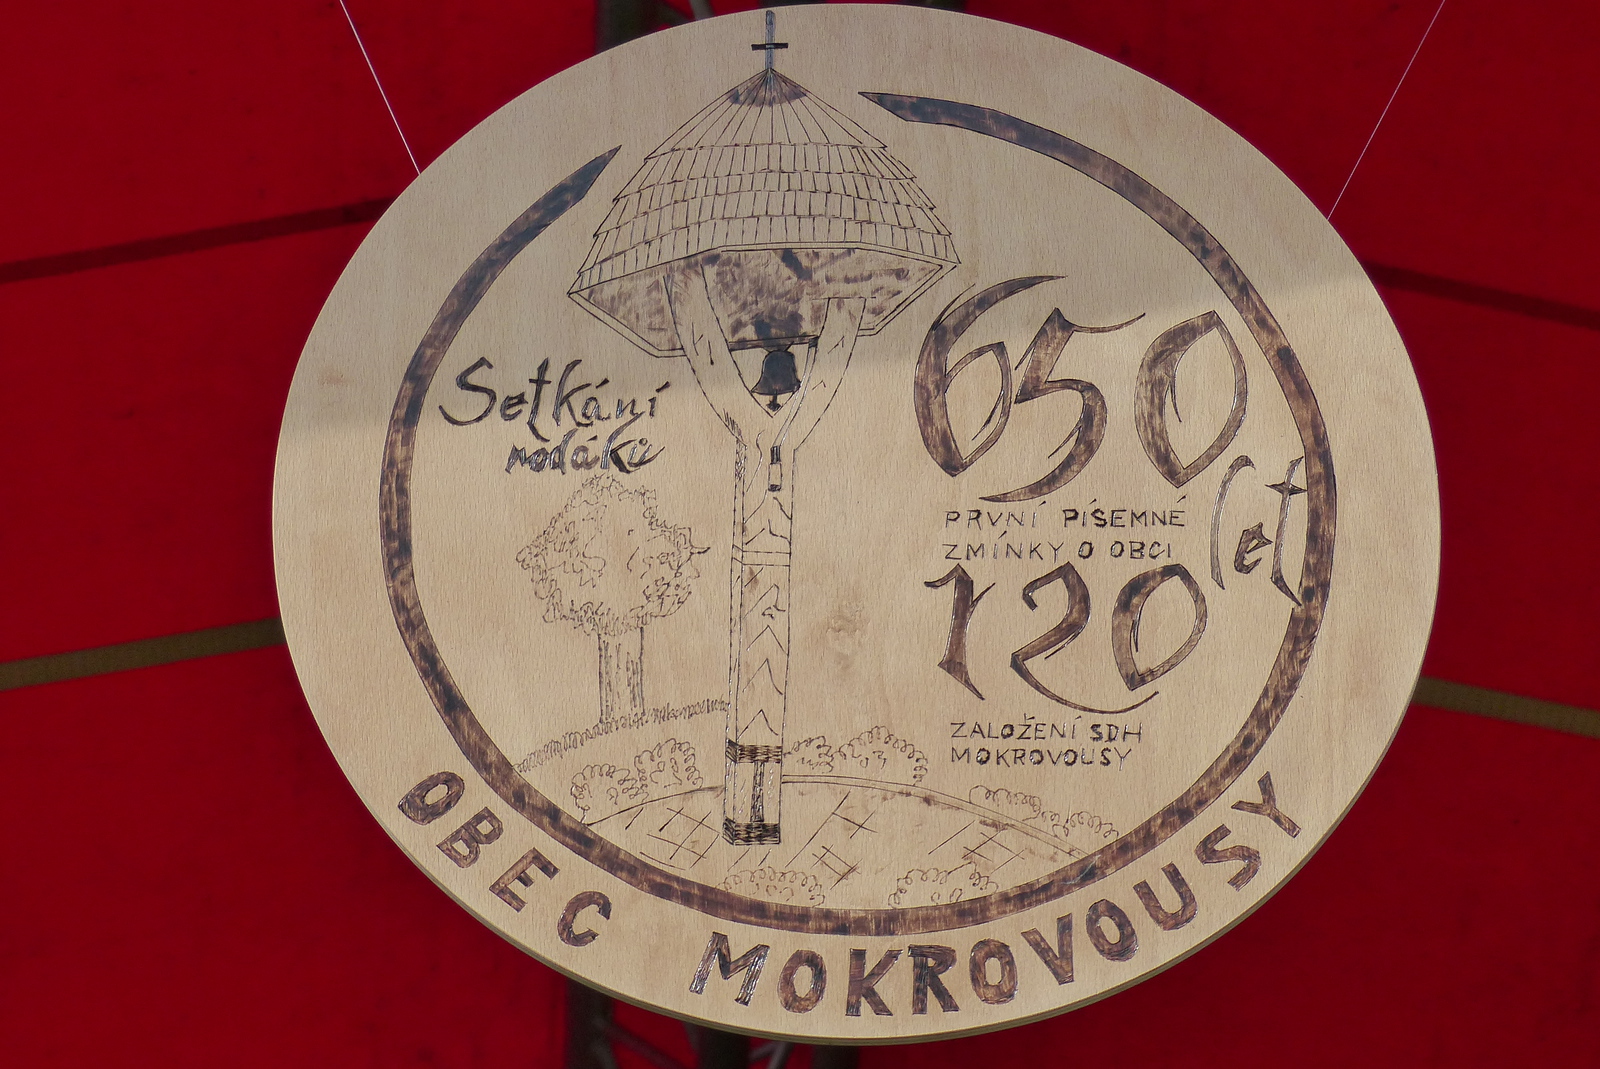 Setkání
rodáků
650
let
PRVNÍ PÍSEMNÉ
ZMÍNKY O OBCI
120
ZALOŽENÍ SDH
MOKROVOUSY
OBEC MOKROVOUSY